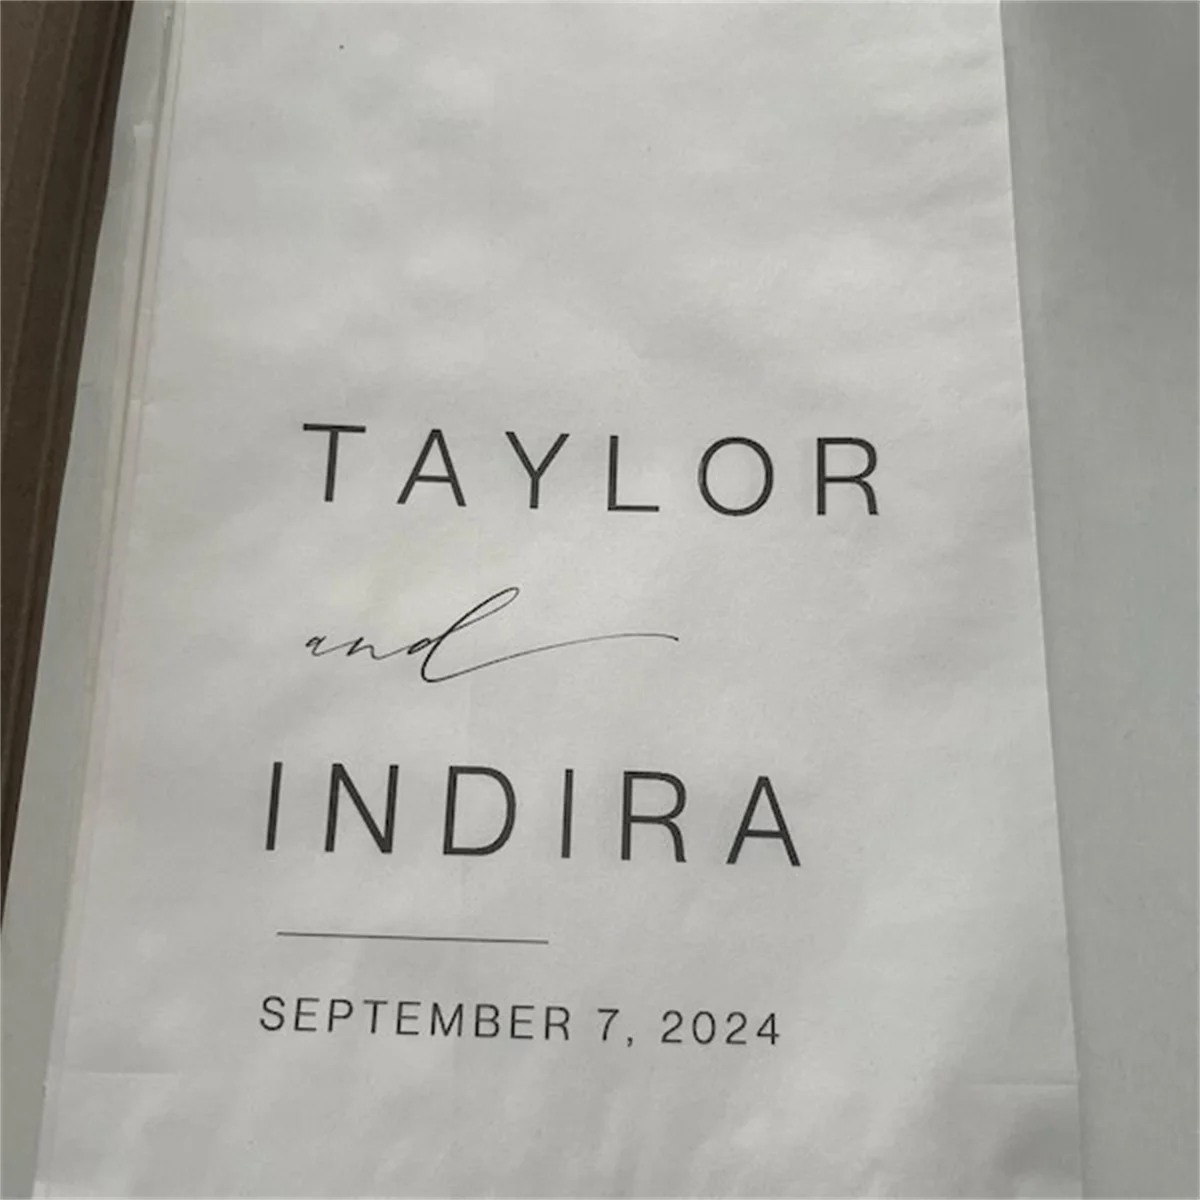 TAYLOR
and
INDIRA
SEPTEMBER 7, 2024